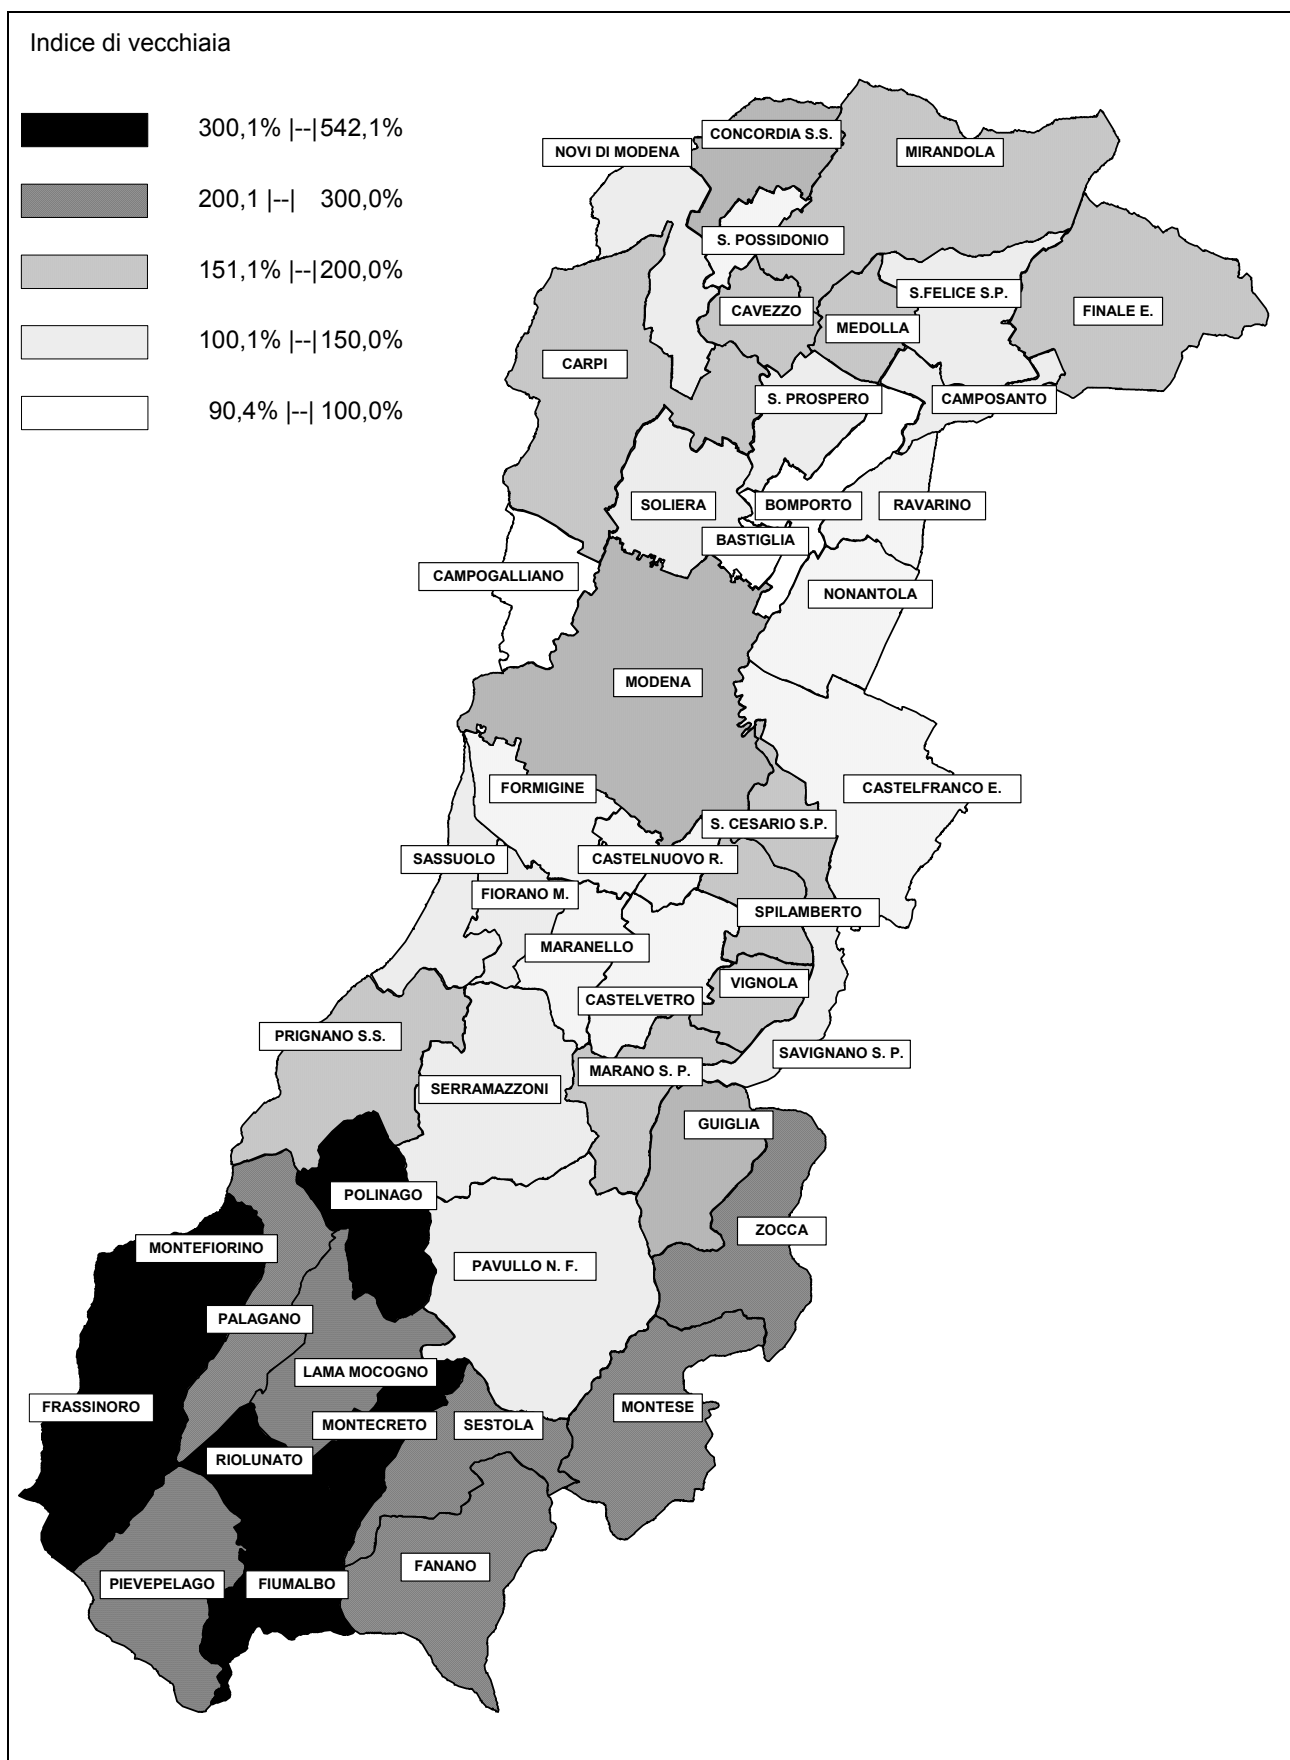 Indice di vecchiaia
300,1% |--| 542,1%
200,1 |--| 300,0%
151,1% |--| 200,0%
100,1% |--| 150,0%
90,4% |--| 100,0%
CONCORDIA S.S.
NOVI DI MODENA
MIRANDOLA
S. POSSIDONIO
S.FELICE S.P.
CAVEZZO
FINALE E.
MEDOLLA
CARPI
S. PROSPERO
CAMPOSANTO
SOLIERA
BOMPORTO
RAVARINO
BASTIGLIA
CAMPOGALLIANO
NONANTOLA
MODENA
FORMIGINE
CASTELFRANCO E.
S. CESARIO S.P.
SASSUOLO
CASTELNUOVO R.
FIORANO M.
SPILAMBERTO
MARANELLO
VIGNOLA
CASTELVETRO
PRIGNANO S.S.
SAVIGNANO S. P.
MARANO S. P.
SERRAMAZZONI
GUIGLIA
POLINAGO
ZOCCA
MONTEFIORINO
PAVULLO N. F.
PALAGANO
LAMA MOCOGNO
FRASSINORO
MONTESE
MONTECRETO
SESTOLA
RIOLUNATO
FANANO
PIEVEPELAGO
FIUMALBO